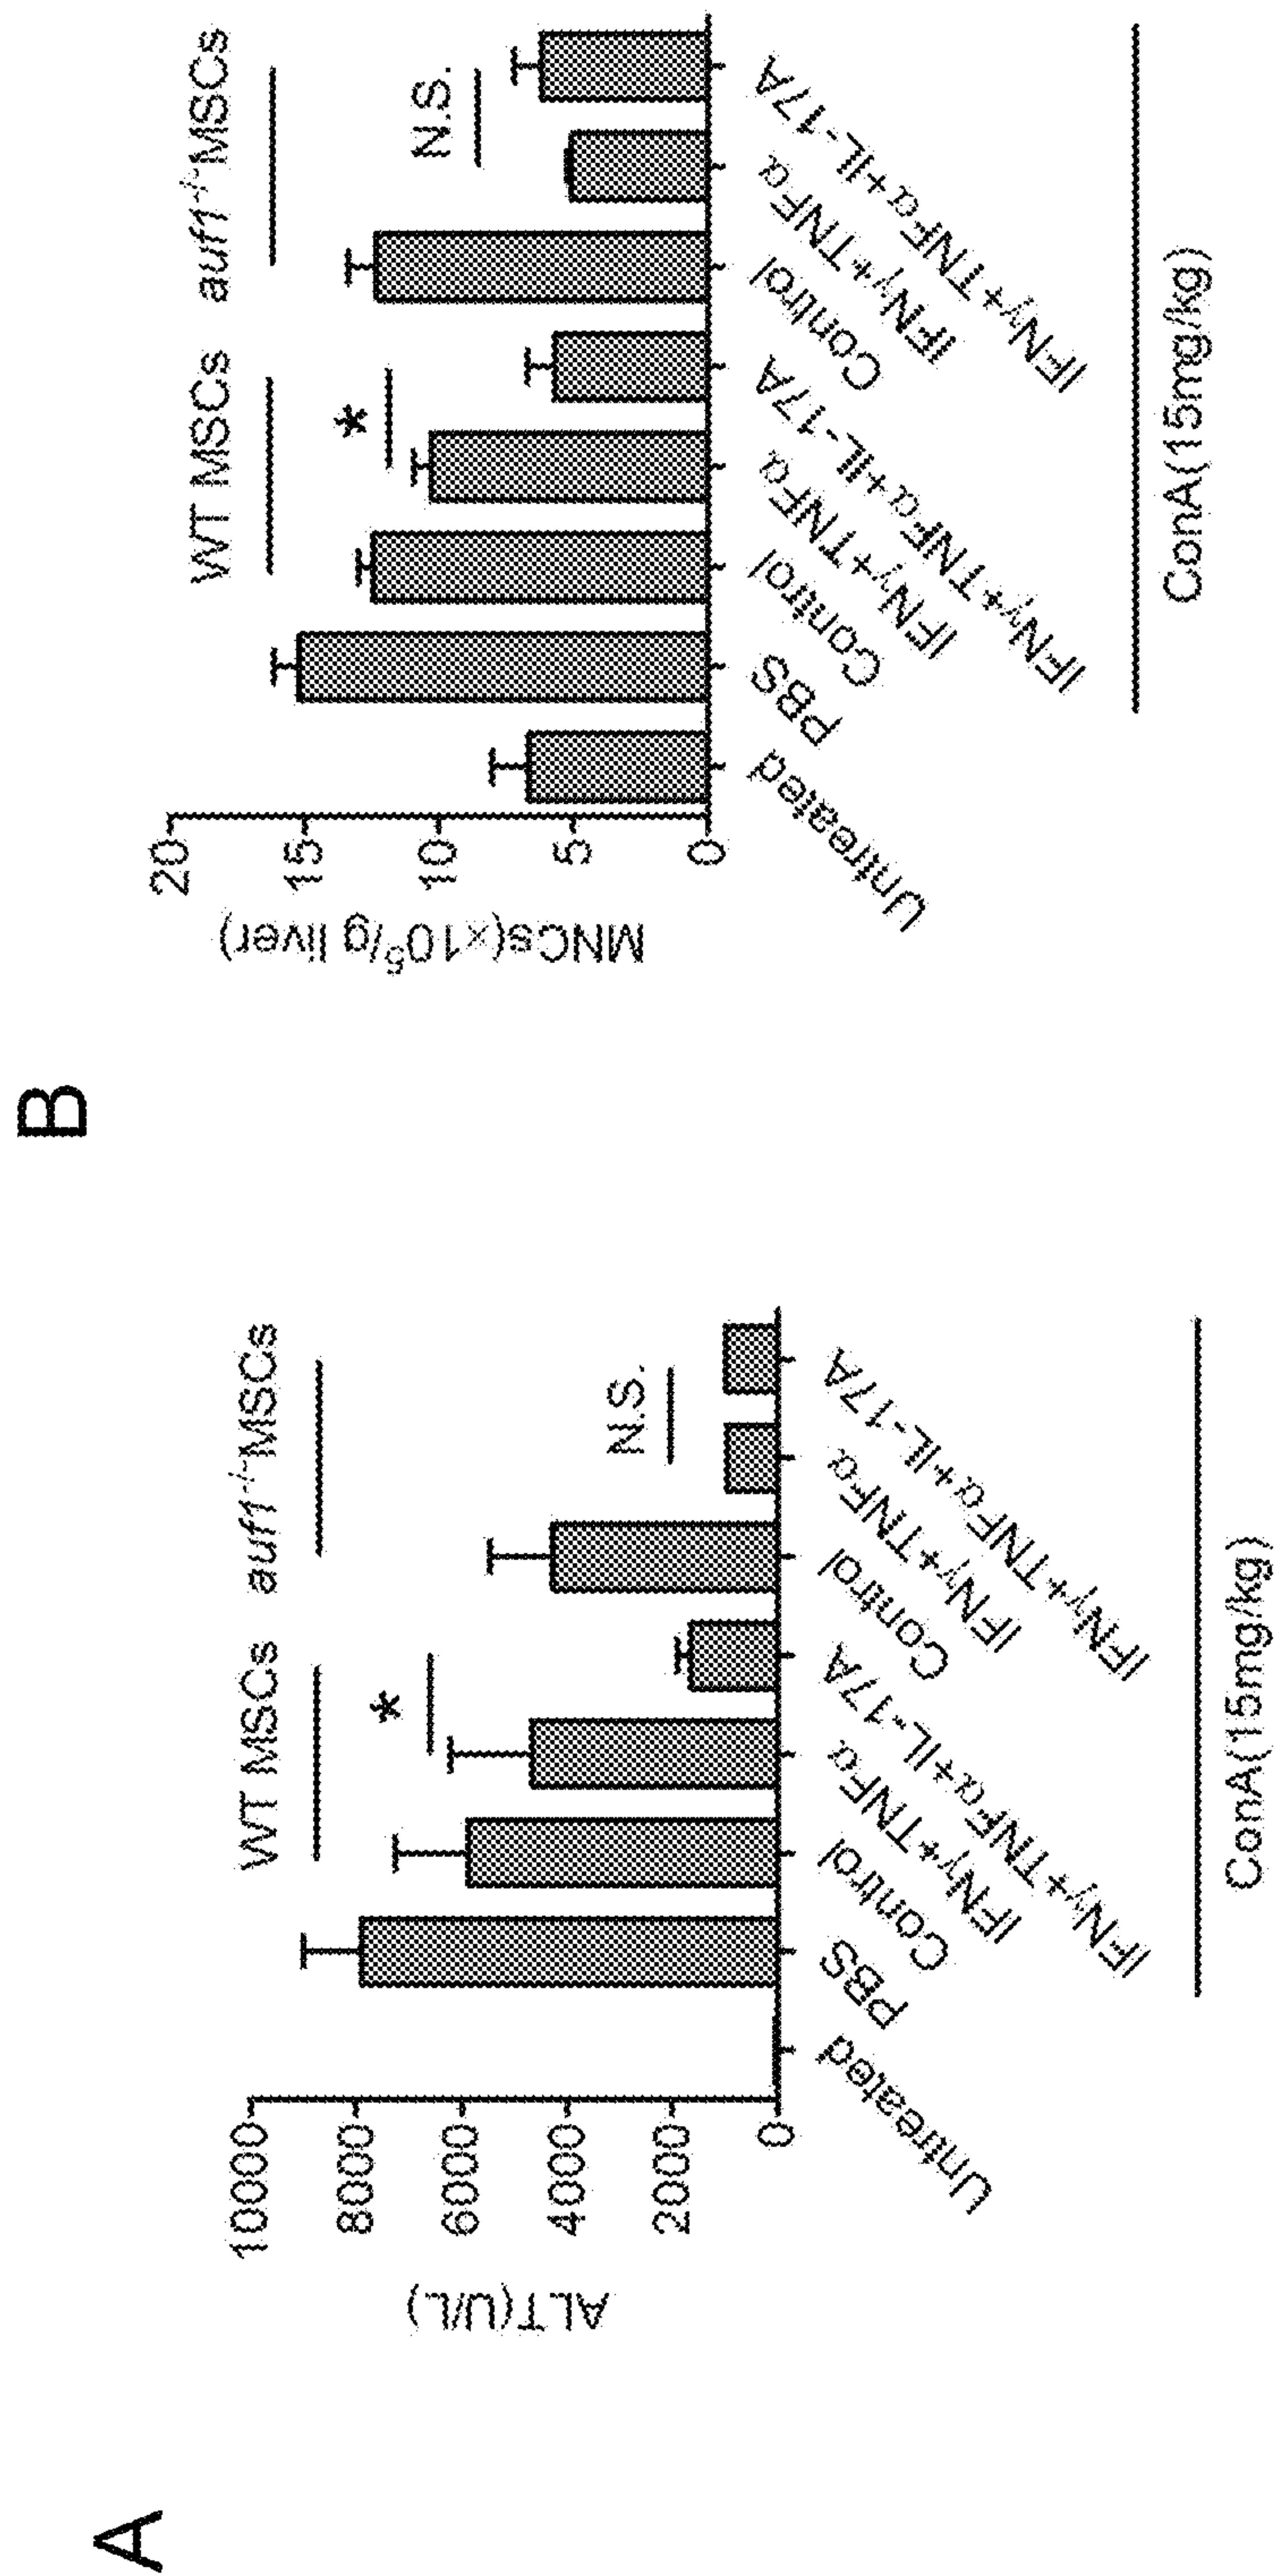 A
WT MSCs auf1-/-MSCs
*
N.S.
ALT(U/L)
10000
8000
6000
4000
2000
0
Untreated
PBS
Control
IFNγ+TNFα
IFNγ+TNFα+IL-17A
Control
IFNγ+TNFα
IFNγ+TNFα+IL-17A
ConA(15mg/kg)
B
WT MSCs auf1-/-MSCs
*
N.S.
MNCs(×10⁶/g liver)
20
15
10
5
0
Untreated
PBS
Control
IFNγ+TNFα
IFNγ+TNFα+IL-17A
Control
IFNγ+TNFα
IFNγ+TNFα+IL-17A
ConA(15mg/kg)